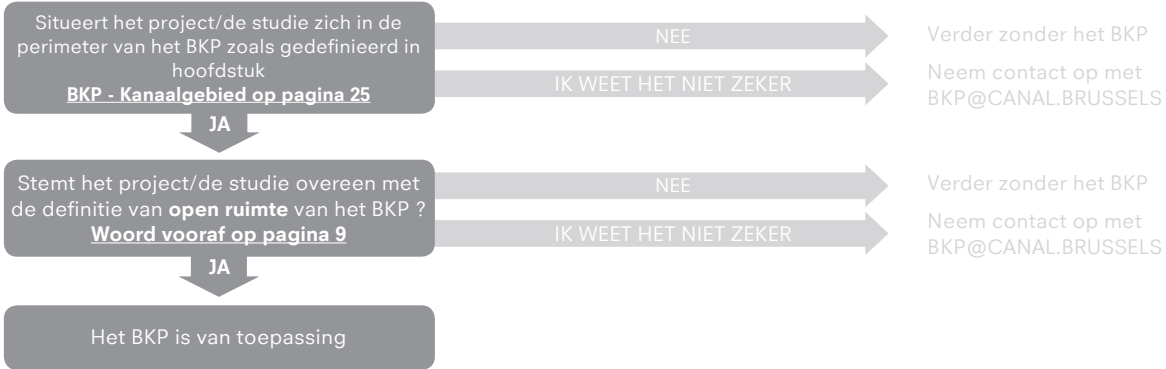 Situeert het project/de studie zich in de
perimeter van het BKP zoals gedefinieerd in
hoofdstuk
BKP - Kanaalgebied op pagina 25
NEE
Verder zonder het BKP
IK WEET HET NIET ZEKER
Neem contact op met
BKP@CANAL.BRUSSELS
JA
Stemt het project/de studie overeen met
de definitie van open ruimte van het BKP ?
Woord vooraf op pagina 9
NEE
Verder zonder het BKP
IK WEET HET NIET ZEKER
Neem contact op met
BKP@CANAL.BRUSSELS
JA
Het BKP is van toepassing